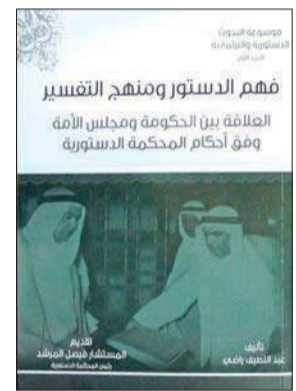 موسوعة البحوث
الدستورية والبرلمانية
الجزء الأول
فهم الدستور ومنهج التفسير
العلاقة بين الحكومة ومجلس الأمة
وفق أحكام المحكمة الدستورية
تأليف
عبد اللطيف راضي
تقديم
المستشار فيصل المرشد
رئيس المحكمة الدستورية